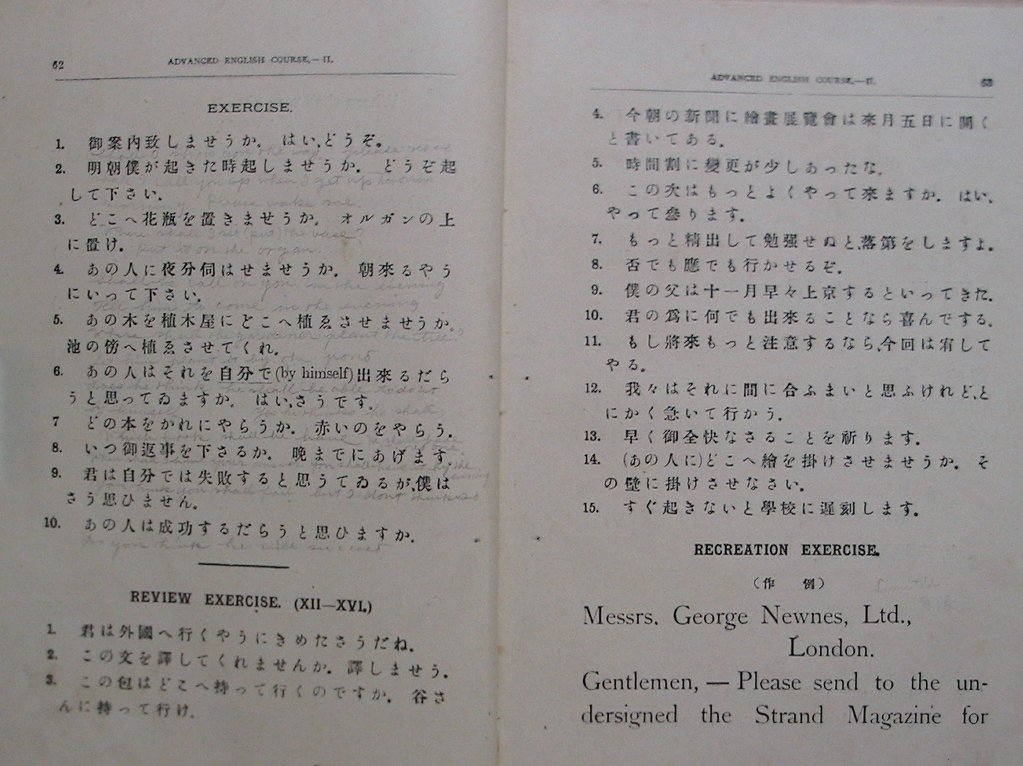 62
ADVANCED ENGLISH COURSE,—II.
EXERCISE.
1. 御案内致しませうか。 はい、どうぞ。
2. 明朝僕が起きた時起しませうか。 どうぞ起
して下さい。
3. どこへ花瓶を置きませうか。 オルガンの上
に置け。
4. あの人に夜分伺はせませうか。 朝來るやう
にいって下さい。
5. あの木を植木屋にどこへ植ゑさせませうか。
池の傍へ植ゑさせてくれ。
6. あの人はそれを自分で(by himself)出來るだら
うと思ってゐますか。 はい、さうです。
7 どの本をかれにやらうか。 赤いのをやらう。
8. いつ御返事を下さるか。 晩までにあげます。
9. 君は自分では失敗すると思うてゐるが、僕は
さう思ひません。
10. あの人は成功するだらうと思ひますか。
REVIEW EXERCISE. (XII—XVI.)
1. 君は外國へ行くやうにきめたさうだね。
2. この文を譯してくれませんか。 譯しませう。
3. この包はどこへ持って行くのですか。 谷さ
んに持って行け。
ADVANCED ENGLISH COURSE,—II.
63
4. 今朝の新聞に繪畫展覽會は來月五日に開く
と書いてある。
5. 時間割に變更が少しあったな。
6. この次はもっとよくやって來ますか。 はい、
やって參ります。
7. もっと精出して勉强せぬと落第をしますよ。
8. 否でも應でも行かせるぞ。
9. 僕の父は十一月早々上京するといってきた。
10. 君の爲に何でも出來ることなら喜んでする。
11. もし將來もっと注意するなら、今回は宥して
やる。
12. 我々はそれに間に合ふまいと思ふけれど、と
にかく急いで行かう。
13. 早く御全快なさることを祈ります。
14. (あの人に)どこへ繪を掛けさせませうか。 そ
の壁に掛けさせなさい。
15. すぐ起きないと學校に遲刻します。
RECREATION EXERCISE.
(作 例)
Messrs. George Newnes, Ltd.,
London.
Gentlemen, — Please send to the un-
dersigned the Strand Magazine for